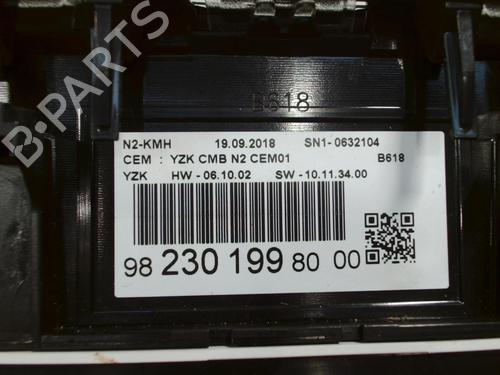 B618
N2-KMH 19.09.2018 SN1- 0632104
CEM : YZK CMB N2 CEM01 B618
YZK HW - 06.10.02 SW - 10.11.34.00
98 230 199 80 00
B-Parts